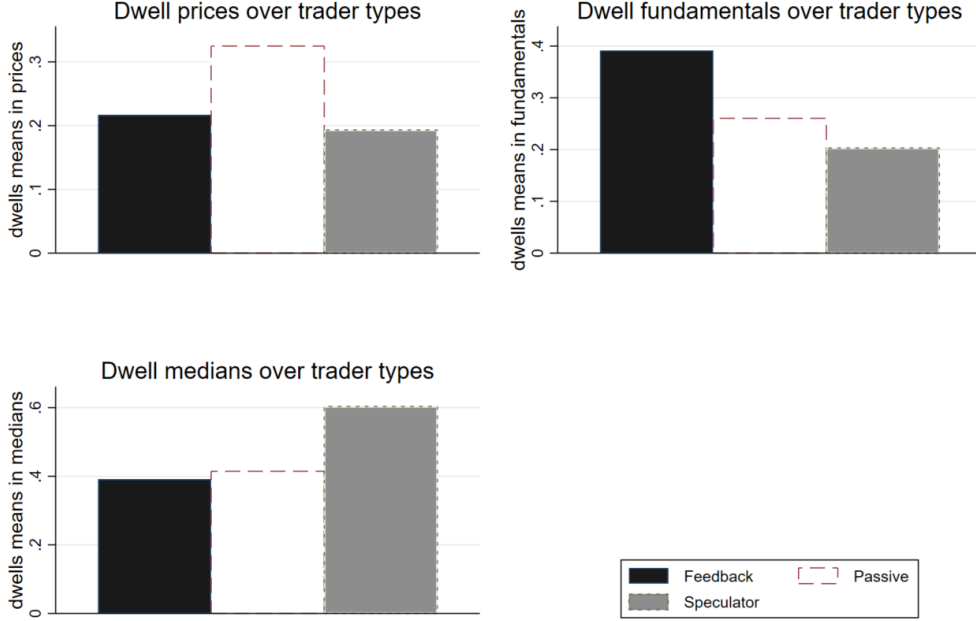 Dwell prices over trader types
dwells means in prices
.3
.2
.1
0
Dwell fundamentals over trader types
dwells means in fundamentals
.4
.3
.2
.1
0
Dwell medians over trader types
dwells means in medians
.6
.4
.2
0
Feedback
Passive
Speculator